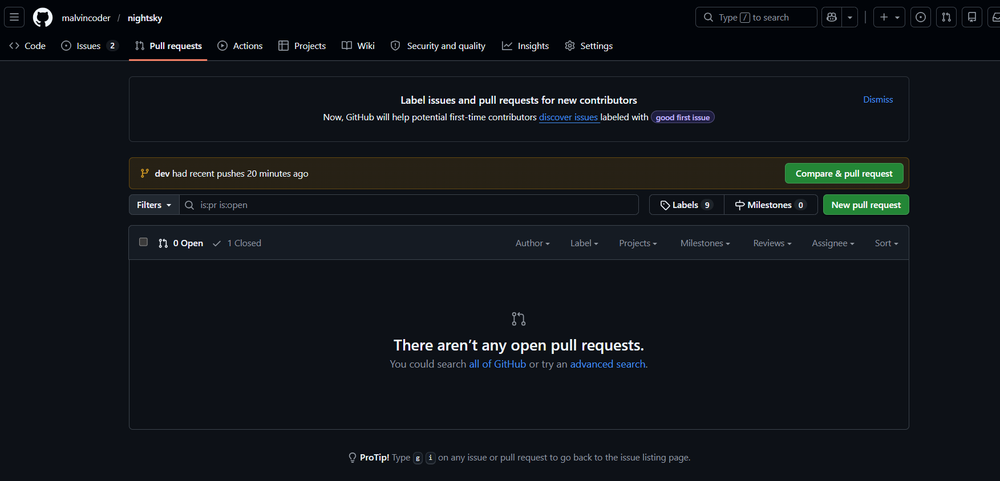 malvincoder / nightsky
Type / to search
Code
Issues 2
Pull requests
Actions
Projects
Wiki
Security and quality
Insights
Settings
Label issues and pull requests for new contributors
Dismiss
Now, GitHub will help potential first-time contributors discover issues labeled with good first issue
dev had recent pushes 20 minutes ago
Compare & pull request
Filters
is:pr is:open
Labels 9
Milestones 0
New pull request
0 Open
1 Closed
Author
Label
Projects
Milestones
Reviews
Assignee
Sort
There aren’t any open pull requests.
You could search all of GitHub or try an advanced search.
ProTip! Type g i on any issue or pull request to go back to the issue listing page.